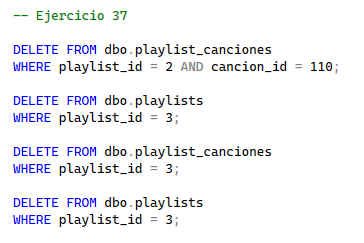 -- Ejercicio 37
DELETE FROM dbo.playlist_canciones
WHERE playlist_id = 2 AND cancion_id = 110;
DELETE FROM dbo.playlists
WHERE playlist_id = 3;
DELETE FROM dbo.playlist_canciones
WHERE playlist_id = 3;
DELETE FROM dbo.playlists
WHERE playlist_id = 3;